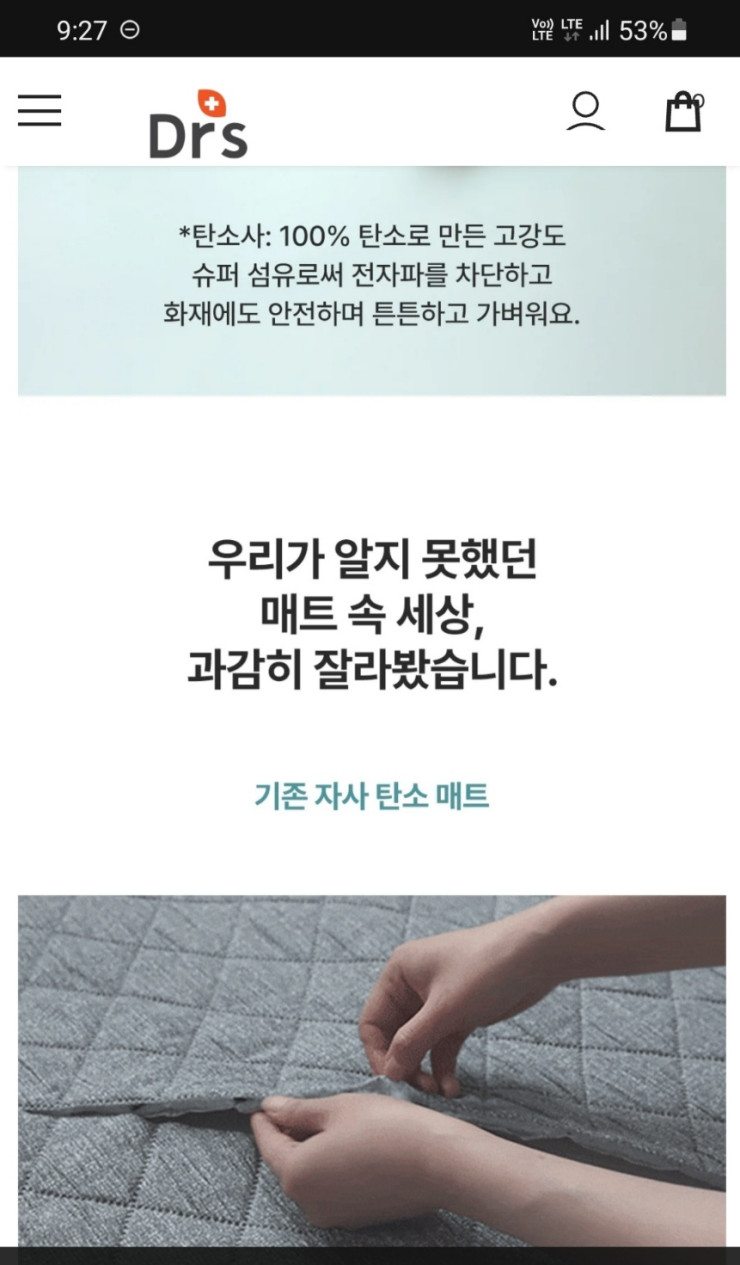 9:27
Vo)) LTE
LTE
53%
Drs
0
*탄소사: 100% 탄소로 만든 고강도
슈퍼 섬유로써 전자파를 차단하고
화재에도 안전하며 튼튼하고 가벼워요.
우리가 알지 못했던
매트 속 세상,
과감히 잘라봤습니다.
기존 자사 탄소 매트